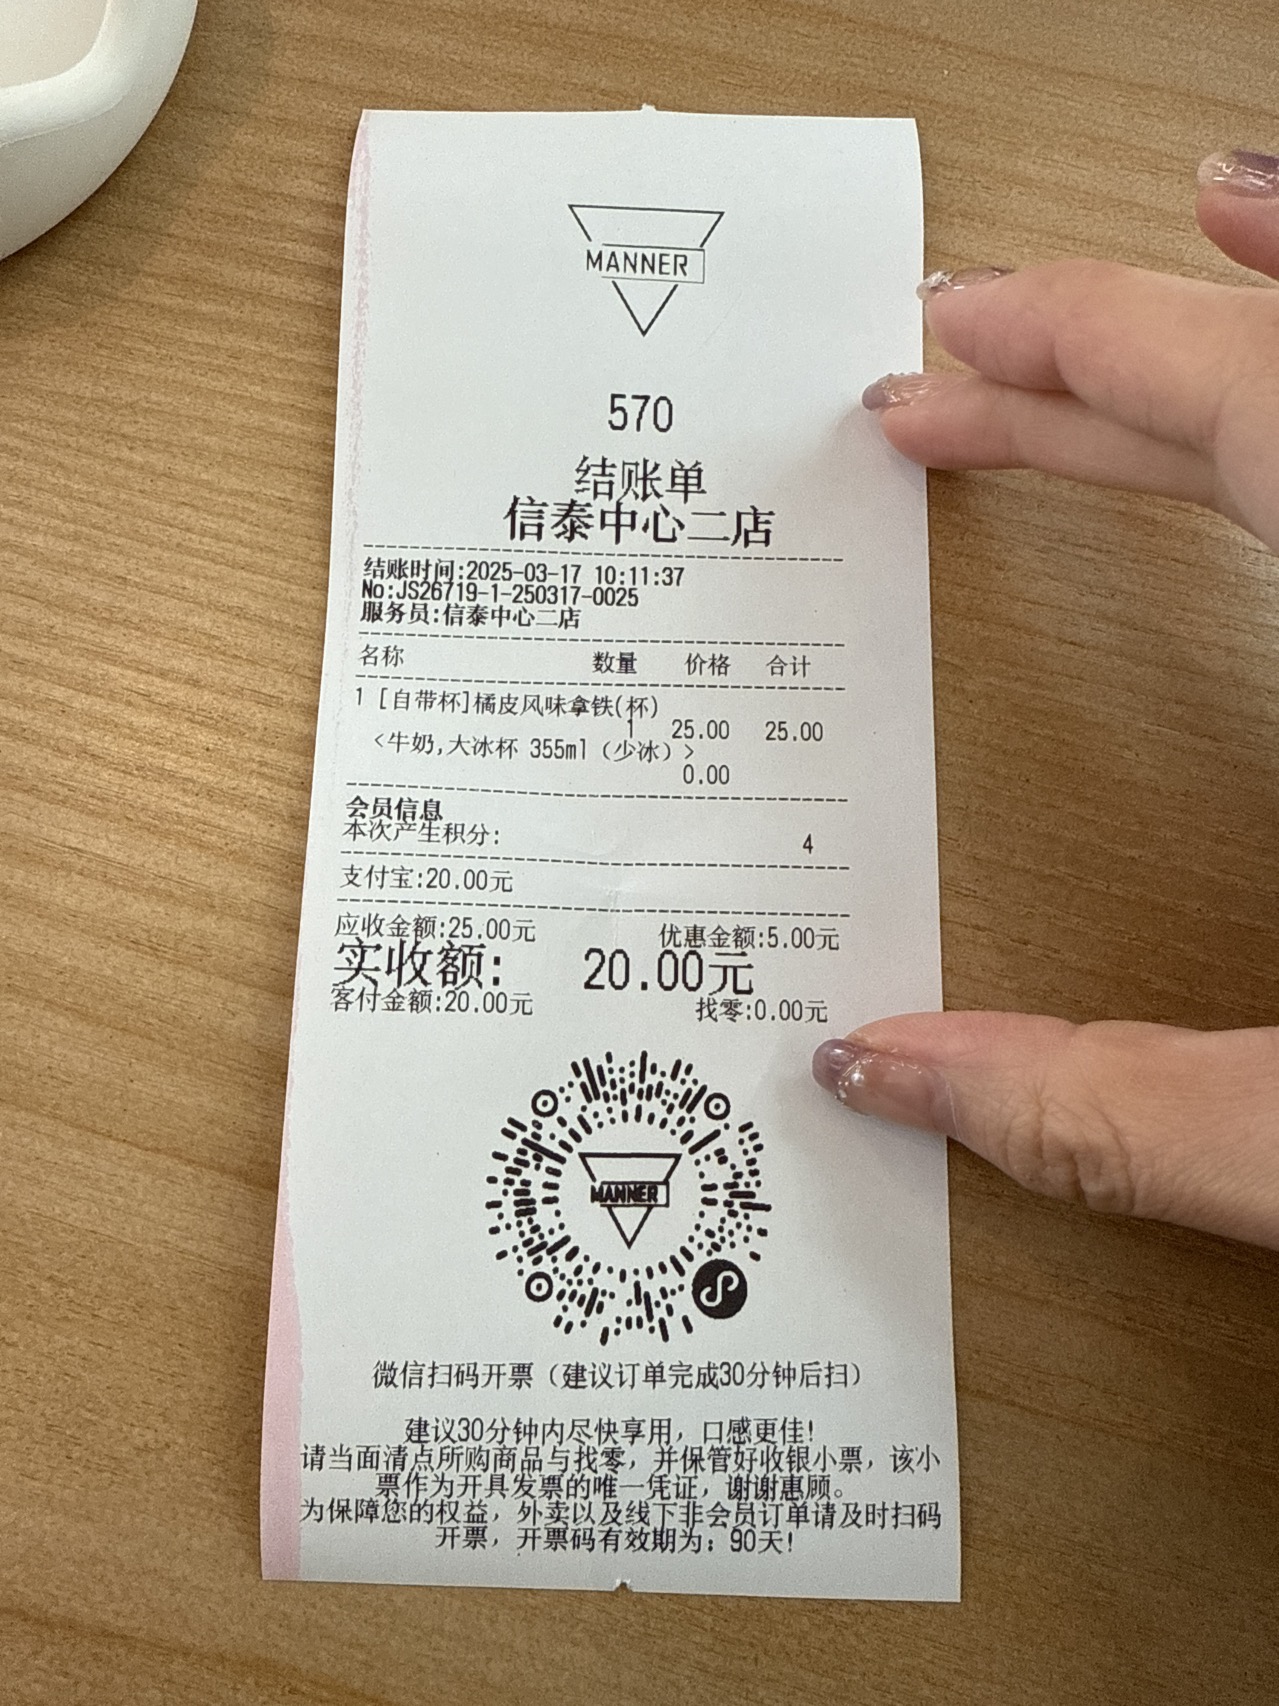 MANNER
570
结账单
信泰中心二店
结账时间:2025-03-17 10:11:37
No:JS26719-1-250317-0025
服务员:信泰中心二店
名称 数量 价格 合计
1 [自带杯]橘皮风味拿铁(杯)
1 25.00 25.00
<牛奶,大冰杯 355ml（少冰）>
0.00
会员信息
本次产生积分: 4
支付宝:20.00元
应收金额:25.00元 优惠金额:5.00元
实收额: 20.00元
客付金额:20.00元 找零:0.00元
MANNER
微信扫码开票（建议订单完成30分钟后扫）
建议30分钟内尽快享用，口感更佳！
请当面清点所购商品与找零，并保管好收银小票，该小
票作为开具发票的唯一凭证，谢谢惠顾。
为保障您的权益，外卖以及线下非会员订单请及时扫码
开票，开票码有效期为：90天！